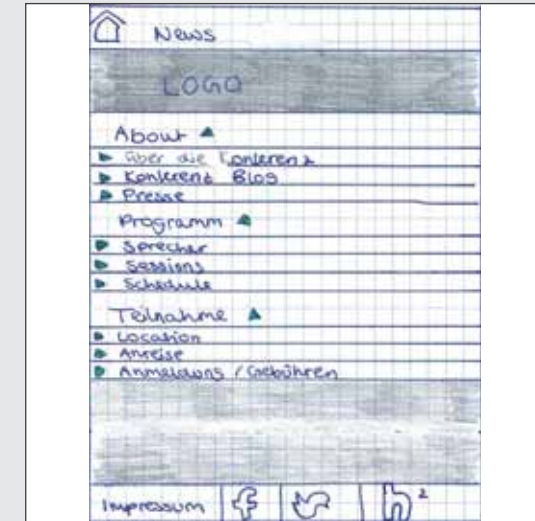 News
LOGO
About
Über die Konferenz
Konferenz Blog
Presse
Programm
Sprecher
Sessions
Schedule
Teilnahme
Location
Anreise
Anmeldung / Gebühren
Impressum